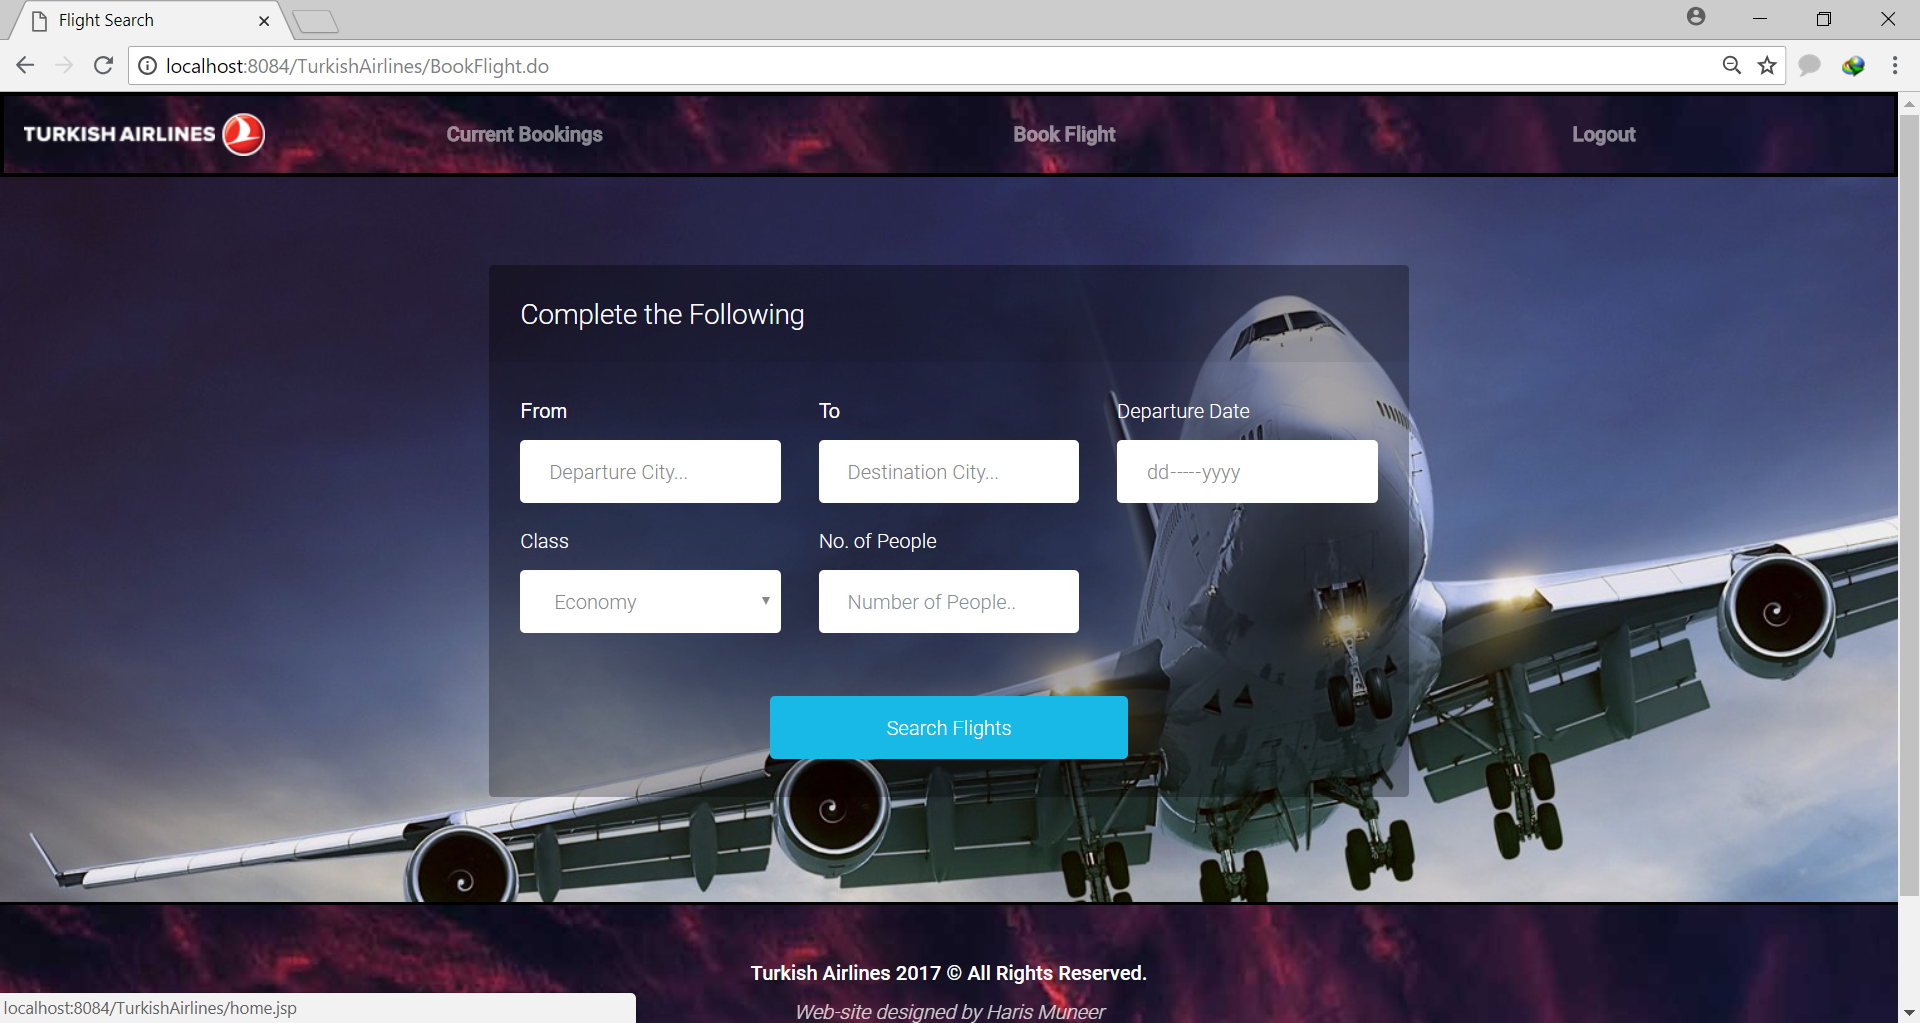 Flight Search
localhost:8084/TurkishAirlines/BookFlight.do
TURKISH AIRLINES
Current Bookings
Book Flight
Logout
Complete the Following
From
To
Departure Date
Departure City...
Destination City...
dd-----yyyy
Class
No. of People
Economy
Number of People..
Search Flights
Turkish Airlines 2017 © All Rights Reserved.
Web-site designed by Haris Muneer
localhost:8084/TurkishAirlines/home.jsp